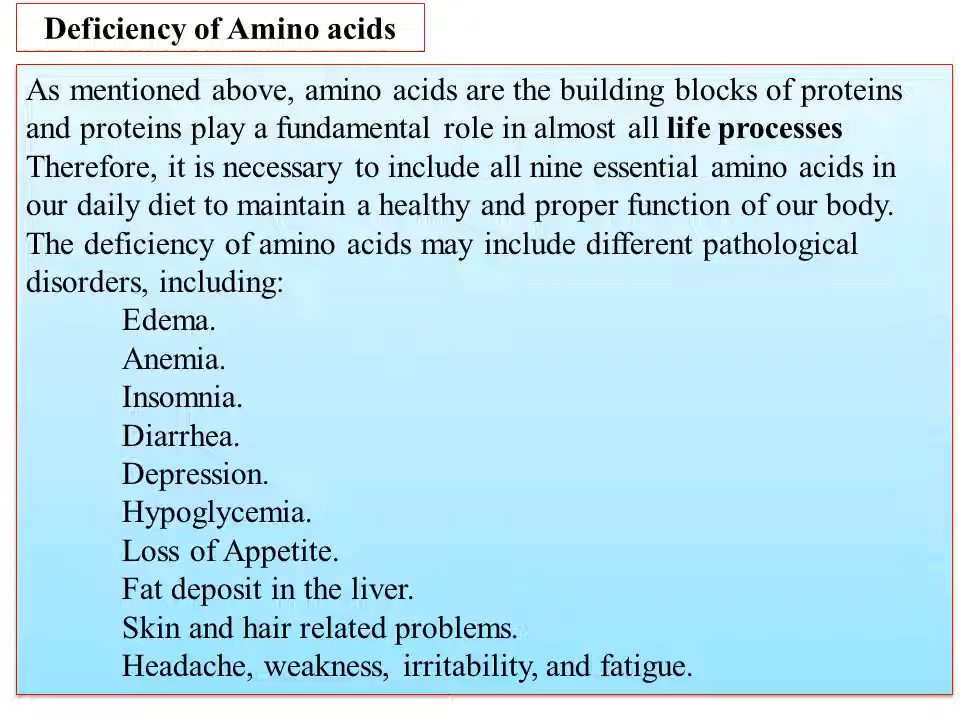 Deficiency of Amino acids
As mentioned above, amino acids are the building blocks of proteins
and proteins play a fundamental role in almost all life processes
Therefore, it is necessary to include all nine essential amino acids in
our daily diet to maintain a healthy and proper function of our body.
The deficiency of amino acids may include different pathological
disorders, including:
Edema.
Anemia.
Insomnia.
Diarrhea.
Depression.
Hypoglycemia.
Loss of Appetite.
Fat deposit in the liver.
Skin and hair related problems.
Headache, weakness, irritability, and fatigue.